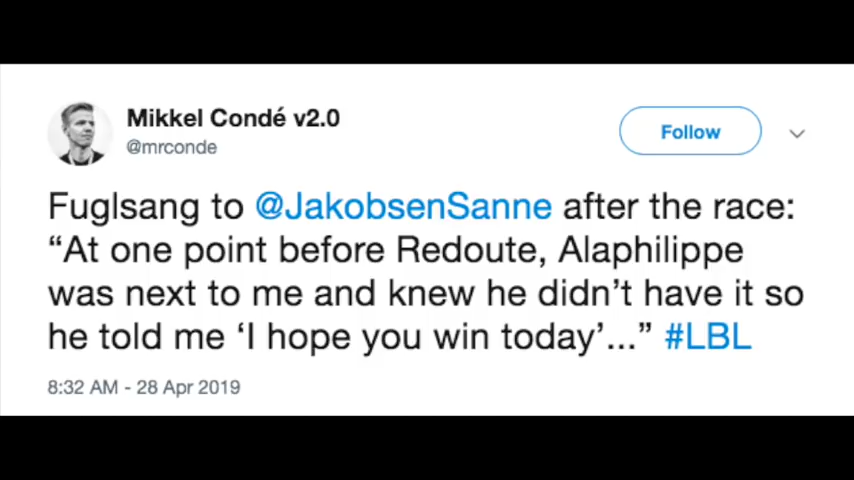 Mikkel Condé v2.0
@mrconde
Follow
Fuglsang to @JakobsenSanne after the race:
“At one point before Redoute, Alaphilippe
was next to me and knew he didn’t have it so
he told me ‘I hope you win today’...” #LBL
8:32 AM - 28 Apr 2019